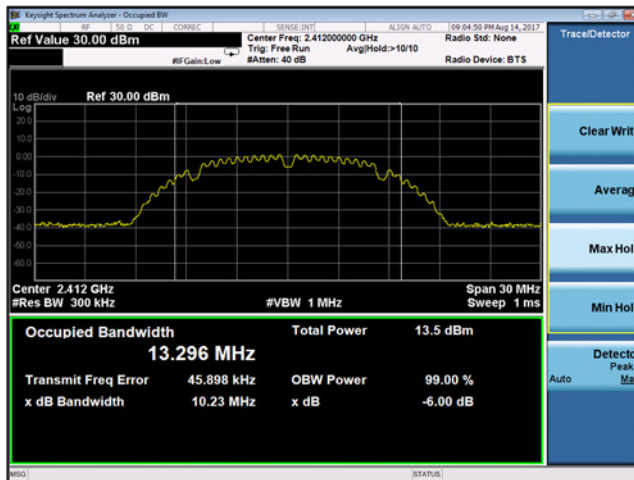 Keysight Spectrum Analyzer - Occupied BW
RF 50 Ω DC CORREC SENSE:INT ALIGN AUTO 09:04:50 PM Aug 14, 2017
Ref Value 30.00 dBm Center Freq: 2.412000000 GHz Radio Std: None
Trig: Free Run Avg|Hold:>10/10
#IFGain:Low #Atten: 40 dB Radio Device: BTS
Trace/Detector
10 dB/div Ref 30.00 dBm
Log
20.0
10.0
0.00
-10.0
-20.0
-30.0
-40.0
-50.0
-60.0
Clear Writ
Averag
Max Hol
Min Hol
Detecto
Peak
Auto Ma
Center 2.412 GHz Span 30 MHz
#Res BW 300 kHz #VBW 1 MHz Sweep 1 ms
Occupied Bandwidth Total Power 13.5 dBm
13.296 MHz
Transmit Freq Error 45.898 kHz OBW Power 99.00 %
x dB Bandwidth 10.23 MHz x dB -6.00 dB
MSG STATUS